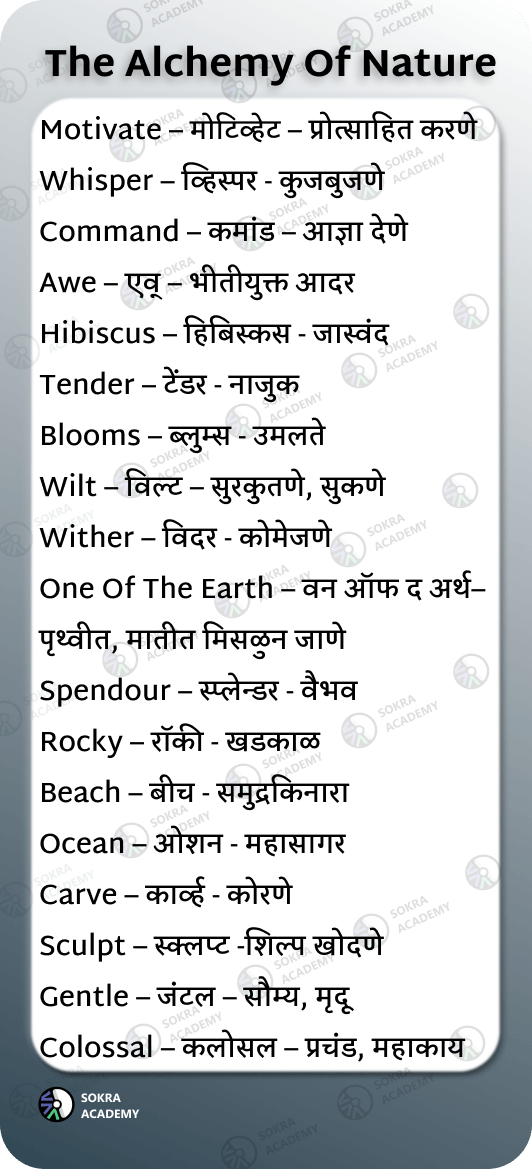 The Alchemy Of Nature
Motivate – मोटिव्हेट – प्रोत्साहित करणे
Whisper – व्हिस्पर - कुजबुजणे
Command – कमांड – आज्ञा देणे
Awe – एव् – भीतीयुक्त आदर
Hibiscus – हिबिस्कस - जास्वंद
Tender – टेंडर - नाजुक
Blooms – ब्लुम्स - उमलते
Wilt – विल्ट – सुरकुतणे, सुकणे
Wither – विदर - कोमेजणे
One Of The Earth – वन ऑफ द अर्थ–
पृथ्वीत, मातीत मिसळुन जाणे
Spendour – स्प्लेन्डर - वैभव
Rocky – रॉकी - खडकाळ
Beach – बीच - समुद्रकिनारा
Ocean – ओशन - महासागर
Carve – कार्व्ह - कोरणे
Sculpt – स्क्लप्ट -शिल्प खोदणे
Gentle – जंटल – सौम्य, मृदू
Colossal – कलोसल – प्रचंड, महाकाय
SOKRA
ACADEMY